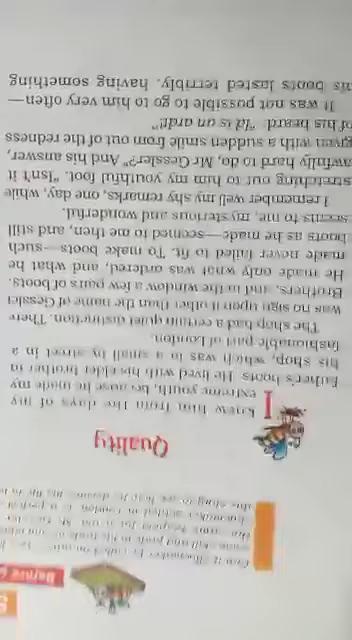 Quality
I knew him from the days of my
extreme youth, because he made my
father's boots. He lived with his elder brother in
his shop, which was in a small by-street in a
fashionable part of London.
The shop had a certain quiet distinction. There
was no sign upon it other than the name of Gessler
Brothers, and in the window a few pairs of boots.
He made only what was ordered, and what he
made never failed to fit. To make boots—such
boots as he made—seemed to me then, and still
seems to me, mysterious and wonderful.
I remember well my shy remarks, one day, while
stretching out to him my youthful foot. "Isn't it
awfully hard to do, Mr Gessler?" And his answer,
given with a sudden smile from out of the redness
of his beard: "Id is an ardt!"
It was not possible to go to him very often—
his boots lasted terribly, having something